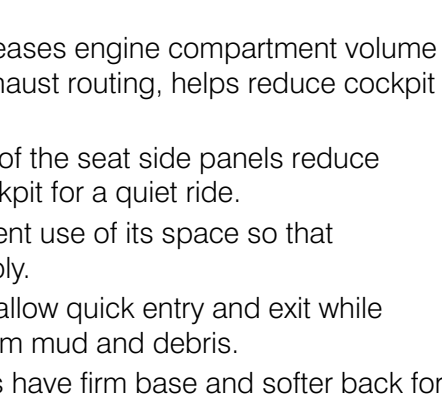 eases engine compartment volume
haust routing, helps reduce cockpit
of the seat side panels reduce
kpit for a quiet ride.
ent use of its space so that
bly.
allow quick entry and exit while
m mud and debris.
s have firm base and softer back for